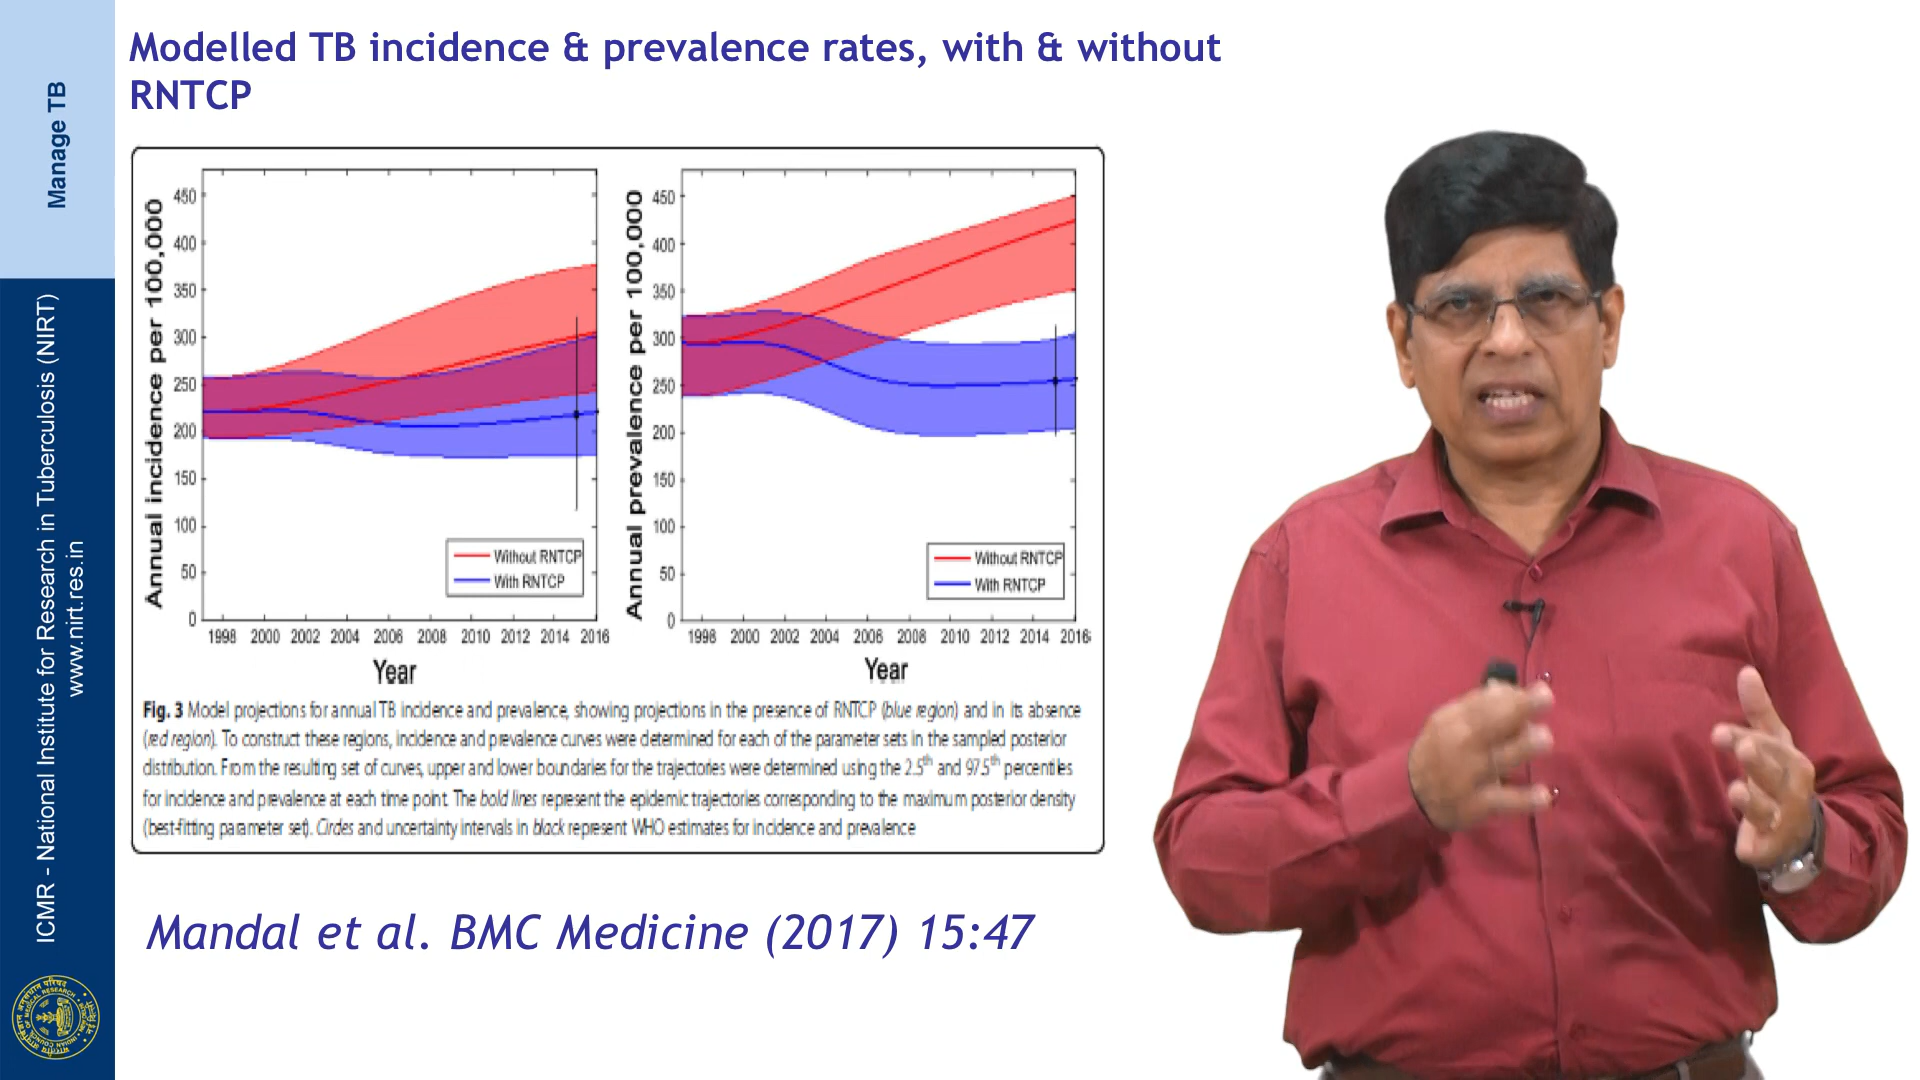 Modelled TB incidence & prevalence rates, with & without
RNTCP
Manage TB
ICMR - National Institute for Research in Tuberculosis (NIRT)
www.nirt.res.in
Annual incidence per 100,000
450
400
350
300
250
200
150
100
50
0
1998 2000 2002 2004 2006 2008 2010 2012 2014 2016
Year
Without RNTCP
With RNTCP
Annual prevalence per 100,000
450
400
350
300
250
200
150
100
50
0
1998 2000 2002 2004 2006 2008 2010 2012 2014 2016
Year
Without RNTCP
With RNTCP
Fig. 3 Model projections for annual TB incidence and prevalence, showing projections in the presence of RNTCP (blue region) and in its absence
(red region). To construct these regions, incidence and prevalence curves were determined for each of the parameter sets in the sampled posterior
distribution. From the resulting set of curves, upper and lower boundaries for the trajectories were determined using the 2.5th and 97.5th percentiles
for incidence and prevalence at each time point. The bold lines represent the epidemic trajectories corresponding to the maximum posterior density
(best-fitting parameter set). Circles and uncertainty intervals in black represent WHO estimates for incidence and prevalence
Mandal et al. BMC Medicine (2017) 15:47